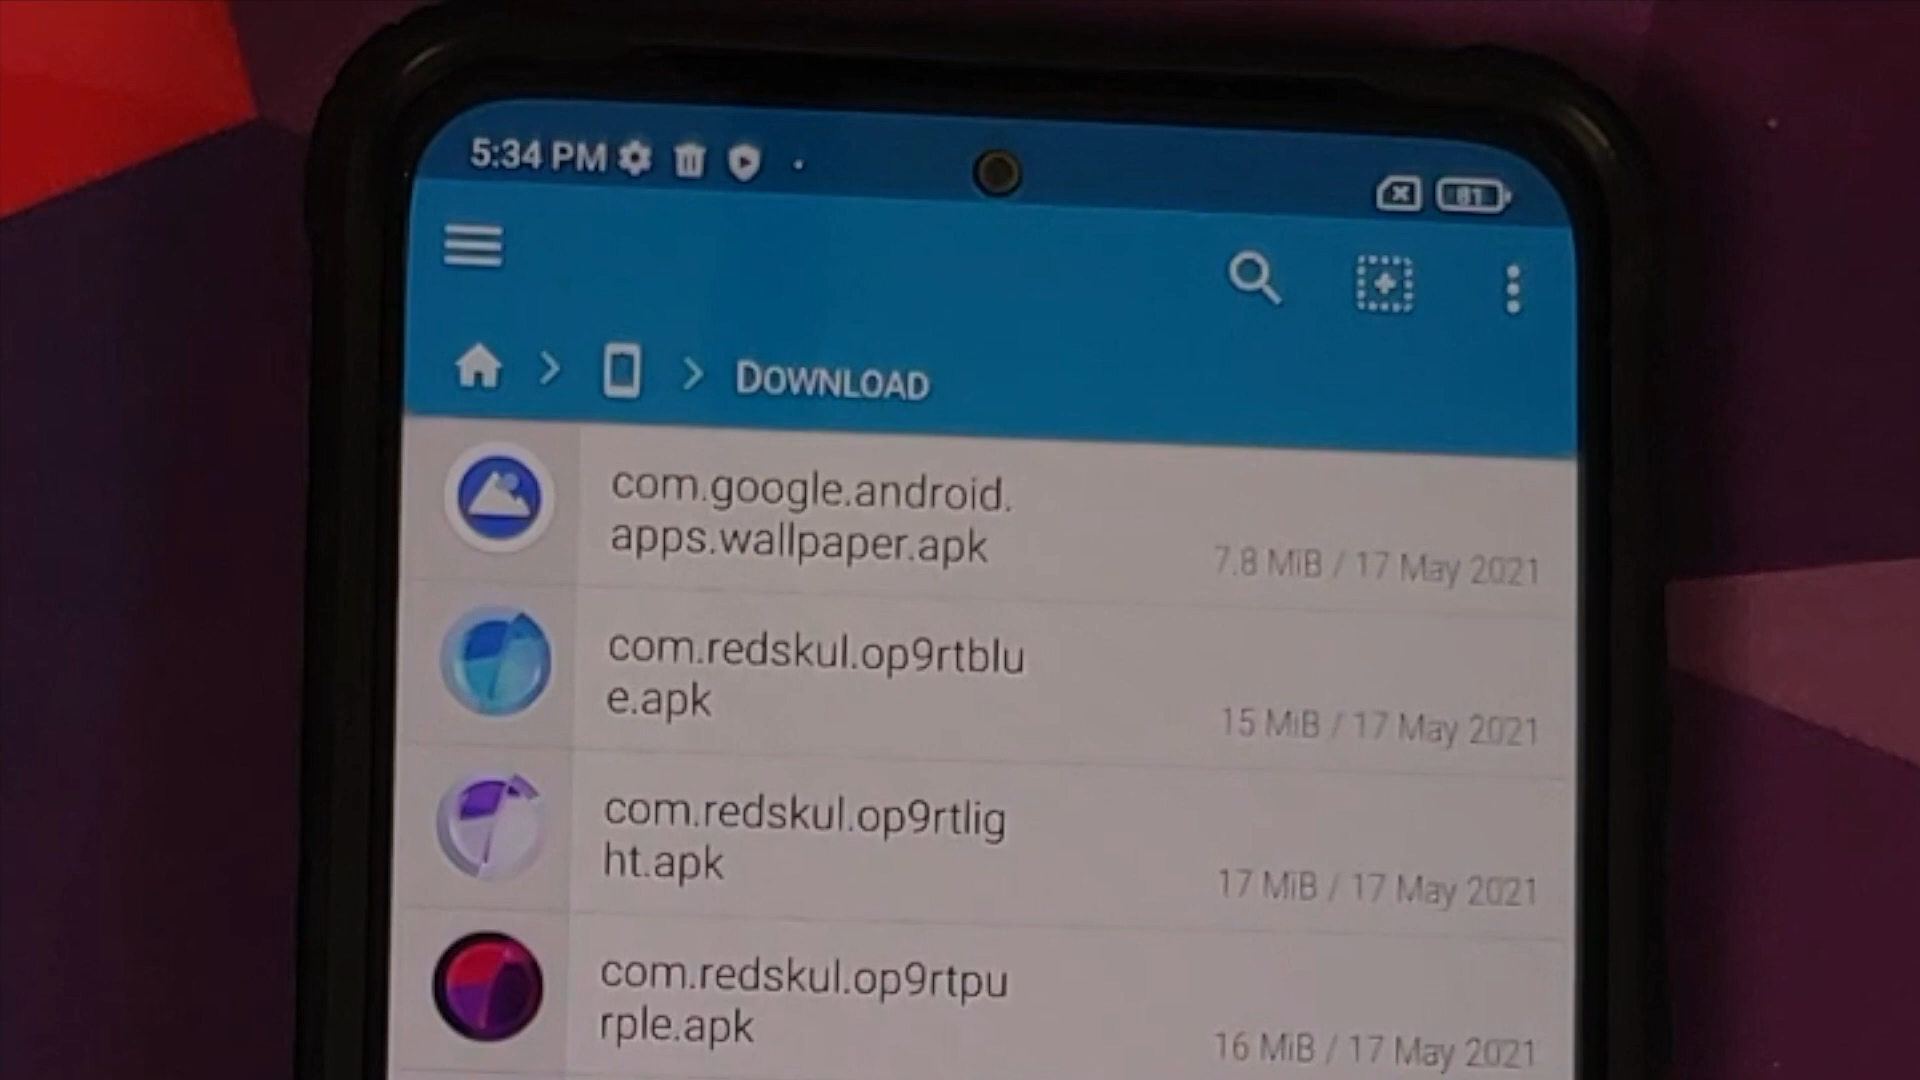 5:34 PM
81
DOWNLOAD
com.google.android.
apps.wallpaper.apk
7.8 MiB / 17 May 2021
com.redskul.op9rtblu
e.apk
15 MiB / 17 May 2021
com.redskul.op9rtlig
ht.apk
17 MiB / 17 May 2021
com.redskul.op9rtpu
rple.apk
16 MiB / 17 May 2021